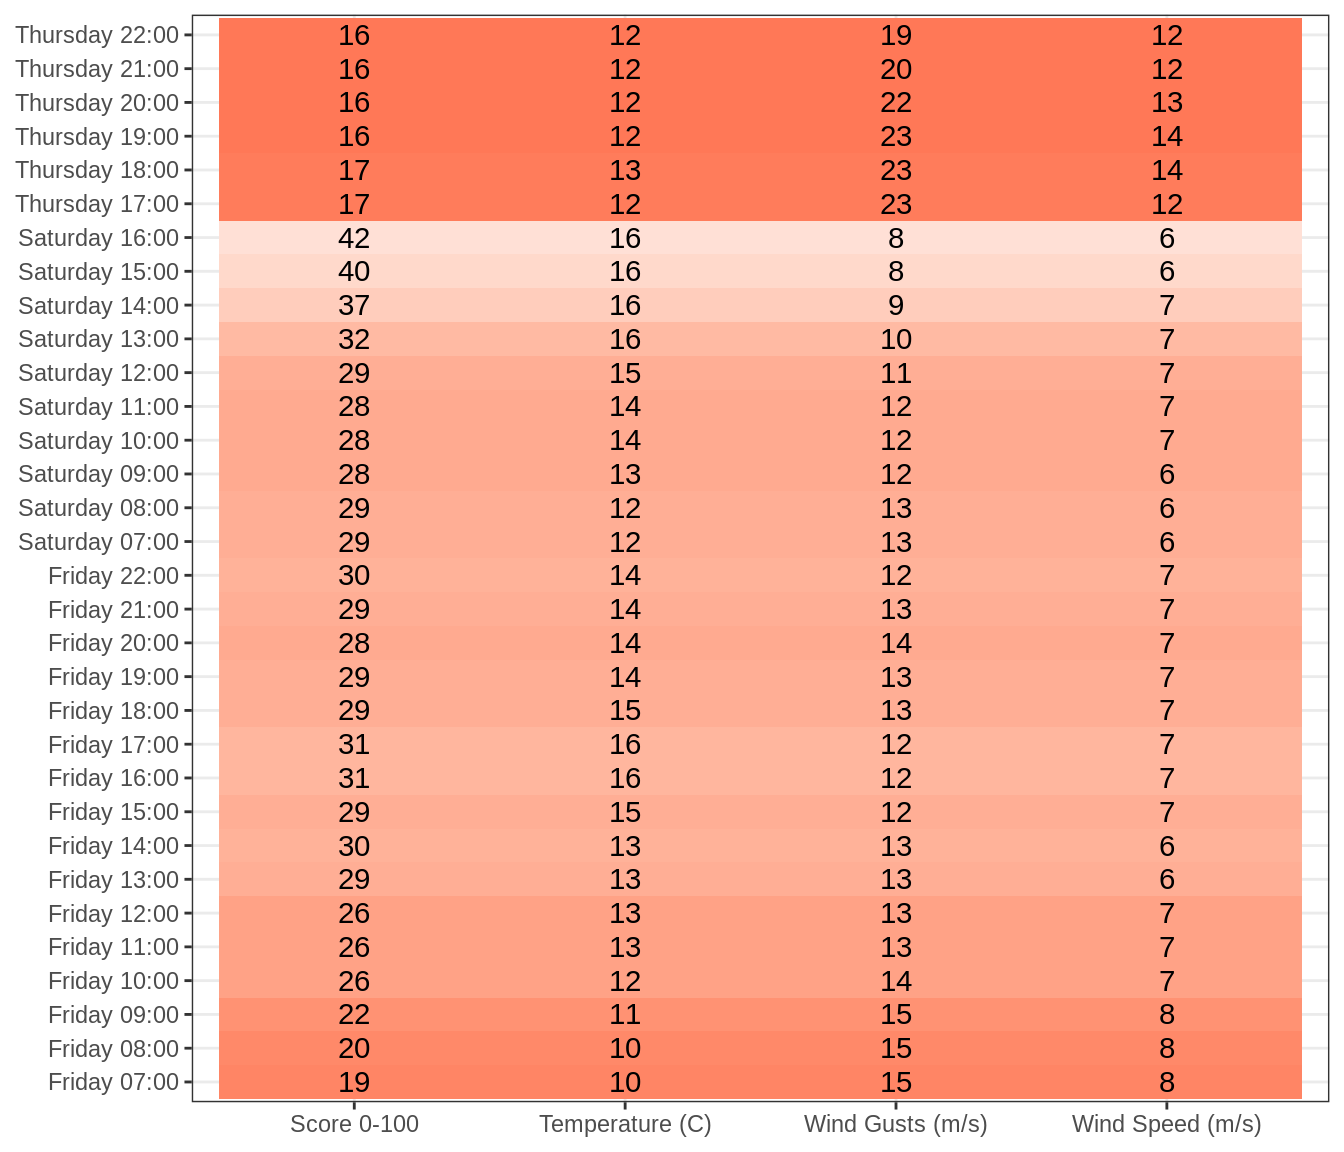 Thursday 22:00 16 12 19 12
Thursday 21:00 16 12 20 12
Thursday 20:00 16 12 22 13
Thursday 19:00 16 12 23 14
Thursday 18:00 17 13 23 14
Thursday 17:00 17 12 23 12
Saturday 16:00 42 16 8 6
Saturday 15:00 40 16 8 6
Saturday 14:00 37 16 9 7
Saturday 13:00 32 16 10 7
Saturday 12:00 29 15 11 7
Saturday 11:00 28 14 12 7
Saturday 10:00 28 14 12 7
Saturday 09:00 28 13 12 6
Saturday 08:00 29 12 13 6
Saturday 07:00 29 12 13 6
Friday 22:00 30 14 12 7
Friday 21:00 29 14 13 7
Friday 20:00 28 14 14 7
Friday 19:00 29 14 13 7
Friday 18:00 29 15 13 7
Friday 17:00 31 16 12 7
Friday 16:00 31 16 12 7
Friday 15:00 29 15 12 7
Friday 14:00 30 13 13 6
Friday 13:00 29 13 13 6
Friday 12:00 26 13 13 7
Friday 11:00 26 13 13 7
Friday 10:00 26 12 14 7
Friday 09:00 22 11 15 8
Friday 08:00 20 10 15 8
Friday 07:00 19 10 15 8
Score 0-100 Temperature (C) Wind Gusts (m/s) Wind Speed (m/s)